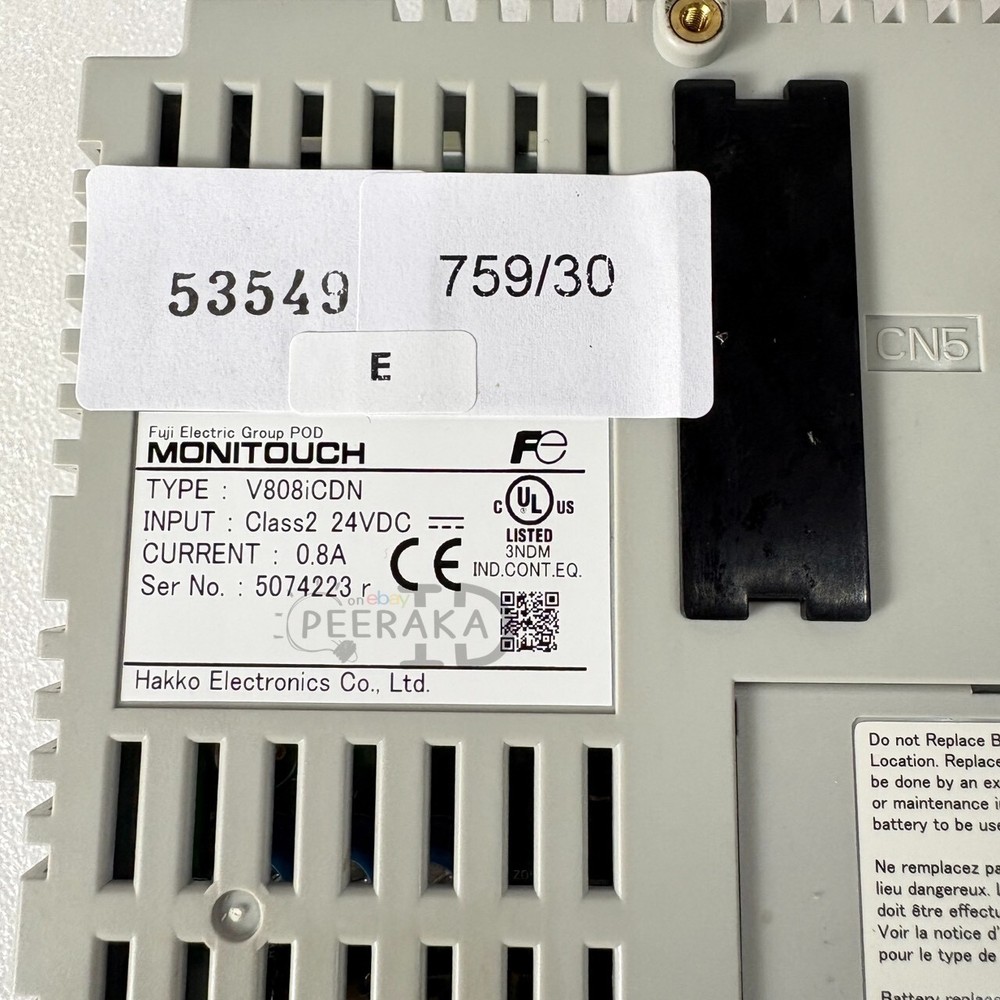 53549
759/30
E
CN5
Fuji Electric Group POD
MONITOUCH
Fe
TYPE : V808iCDN
INPUT : Class2 24VDC
CURRENT : 0.8A
Ser No. : 5074223 r
CE
C UL US
LISTED
3NDM
IND.CONT.EQ.
on ebay
PEERAKA
Hakko Electronics Co., Ltd.
Do not Replace B
Location. Replace
be done by an ex
or maintenance i
battery to be use
Ne remplacez pa
lieu dangereux. L
doit être effectu
Voir la notice d'
pour le type de
Battery replace